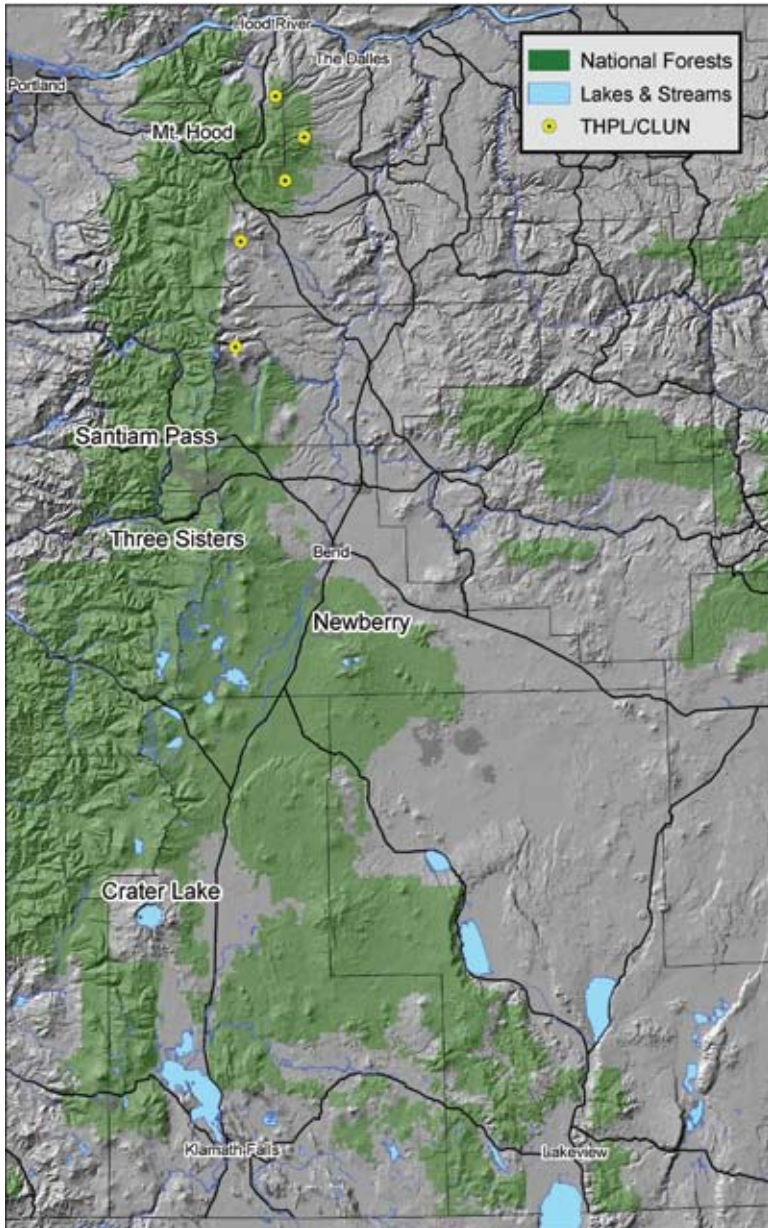 Hood River
The Dalles
Portland
Mt. Hood
National Forests
Lakes & Streams
THPL/CLUN
Santiam Pass
Three Sisters
Bend
Newberry
Crater Lake
Klamath Falls
Lakeview